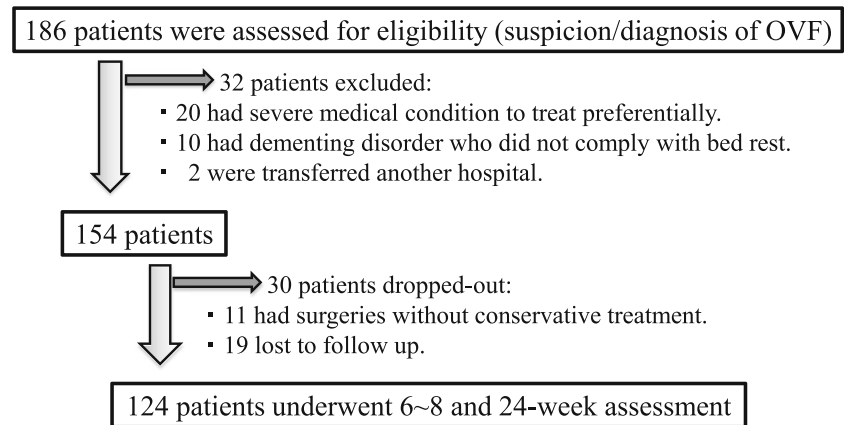 186 patients were assessed for eligibility (suspicion/diagnosis of OVF)
32 patients excluded:
・20 had severe medical condition to treat preferentially.
・10 had dementing disorder who did not comply with bed rest.
・ 2 were transferred another hospital.
154 patients
30 patients dropped-out:
・11 had surgeries without conservative treatment.
・19 lost to follow up.
124 patients underwent 6~8 and 24-week assessment